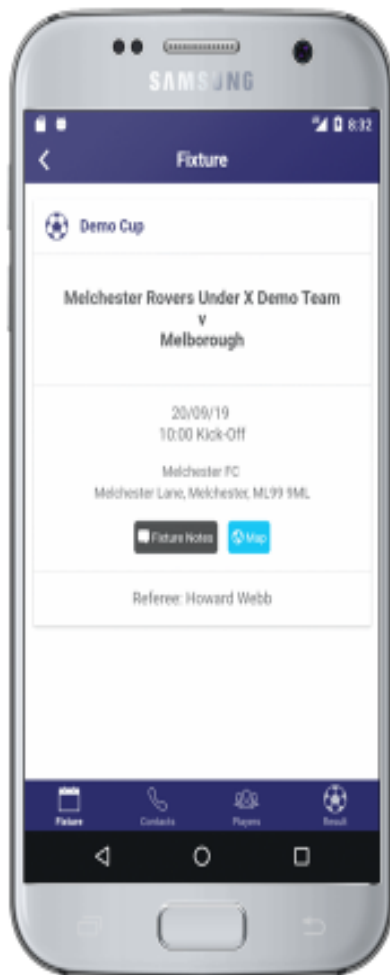 SAMSUNG
8:32
Fixture
Demo Cup
Melchester Rovers Under X Demo Team
v
Melborough
20/09/19
10:00 Kick-Off
Melchester FC
Melchester Lane, Melchester, ML99 9ML
Fixture Notes Map
Referee: Howard Webb
Fixture Contacts Players Result